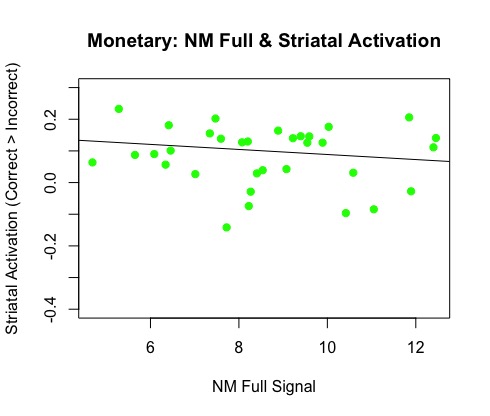 Monetary: NM Full & Striatal Activation
Striatal Activation (Correct > Incorrect)
0.2
0.0
-0.2
-0.4
6 8 10 12
NM Full Signal